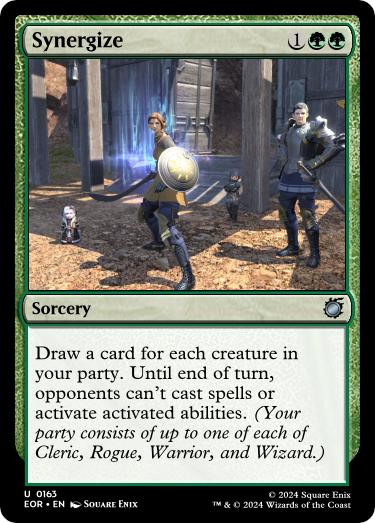 Synergize 1
Sorcery
Draw a card for each creature in
your party. Until end of turn,
opponents can't cast spells or
activate activated abilities. (Your
party consists of up to one of each of
Cleric, Rogue, Warrior, and Wizard.)
U 0163 © 2024 Square Enix
EOR • EN Square Enix ™ & © 2024 Wizards of the Coast